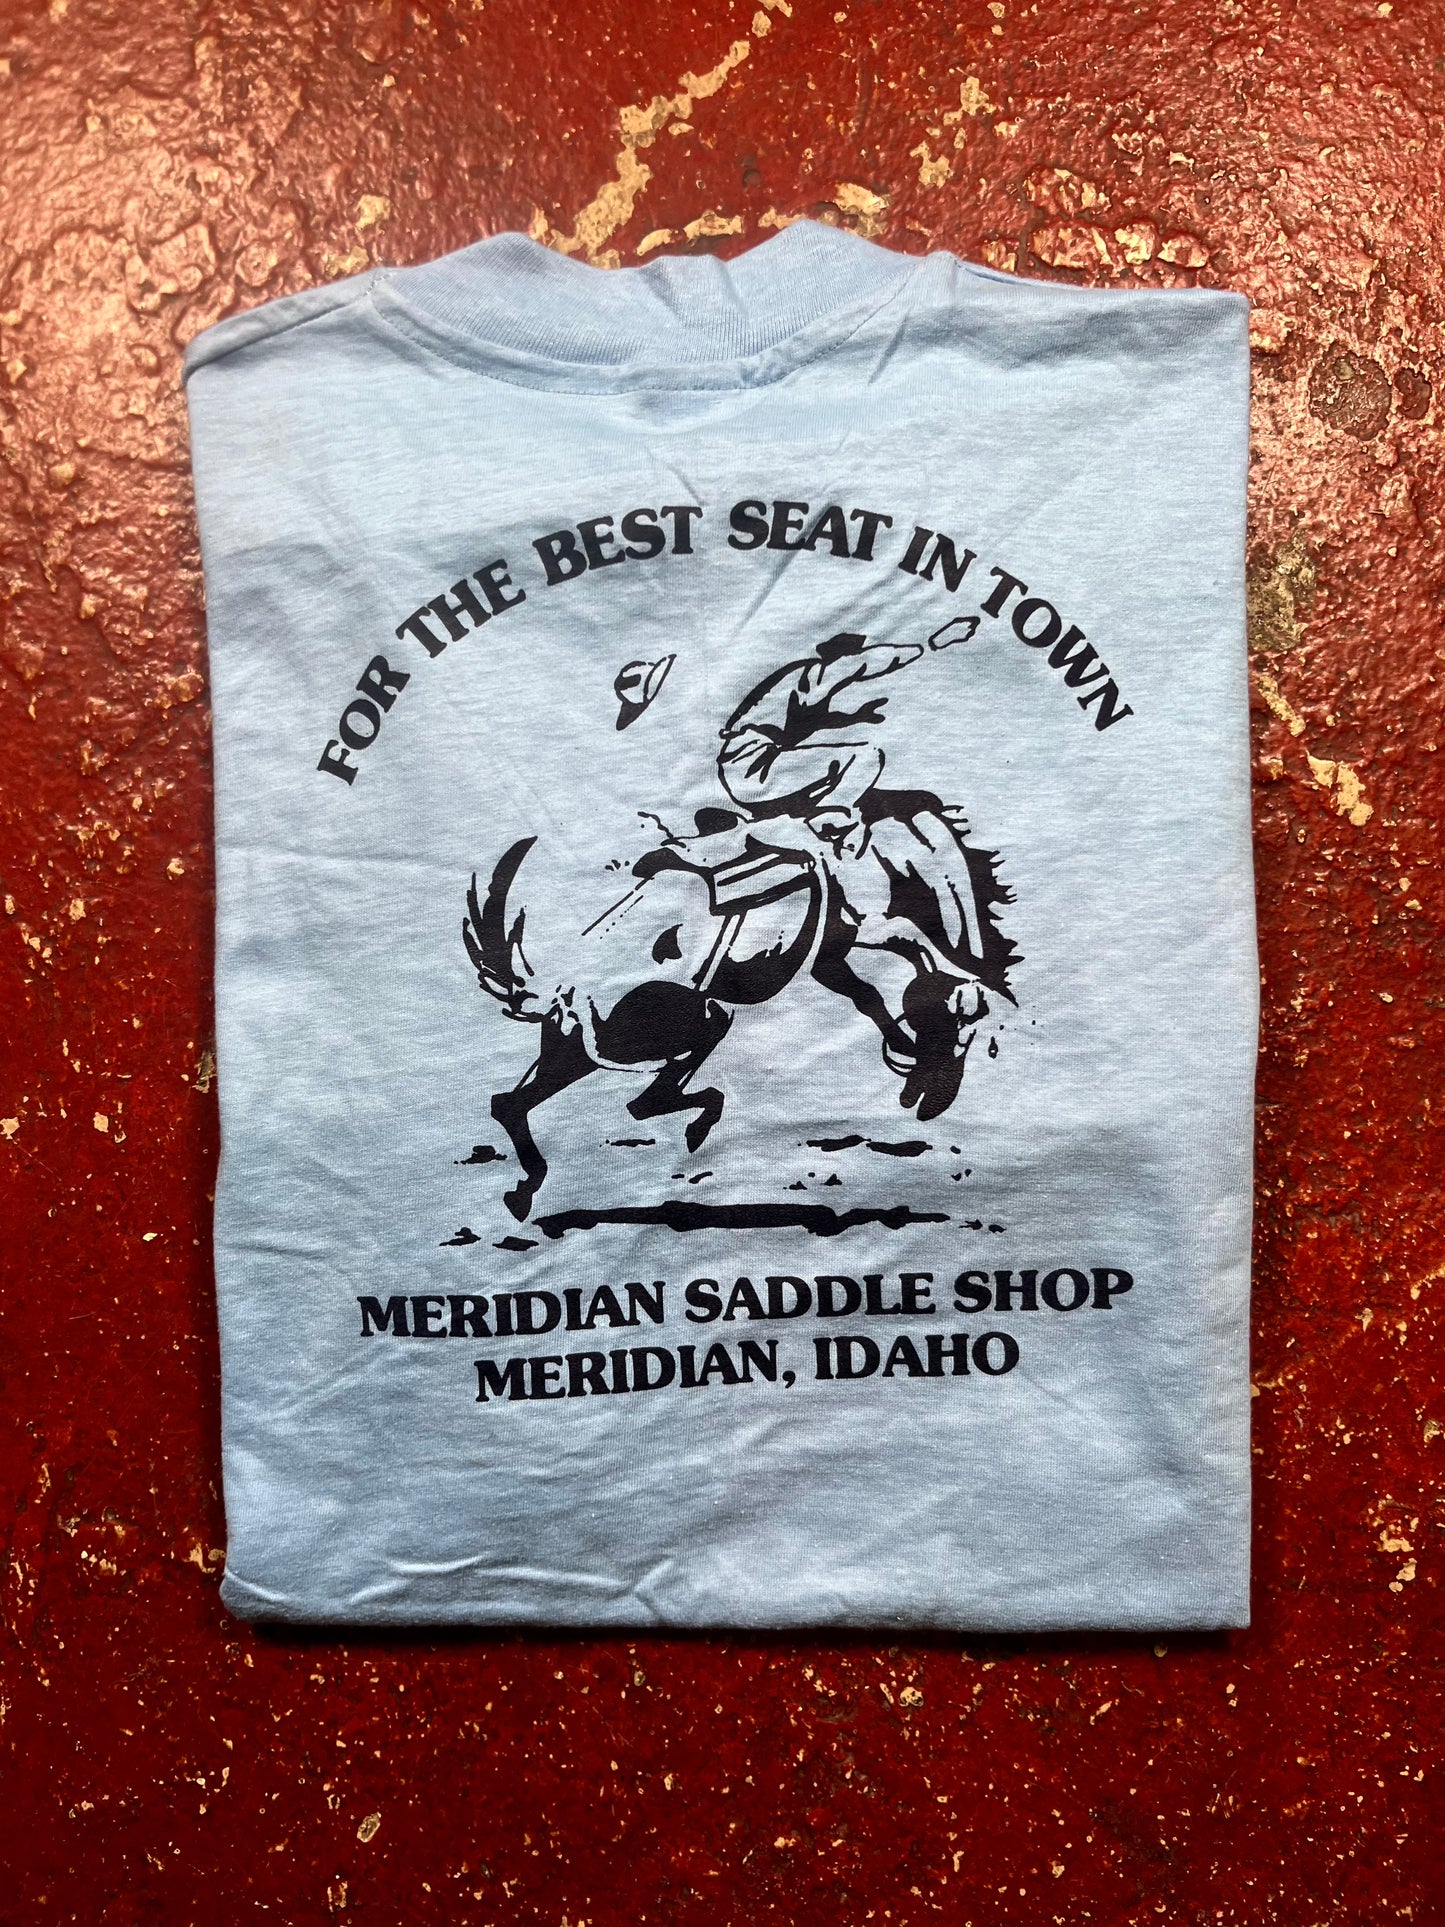 FOR THE BEST SEAT IN TOWN
MERIDIAN SADDLE SHOP
MERIDIAN, IDAHO